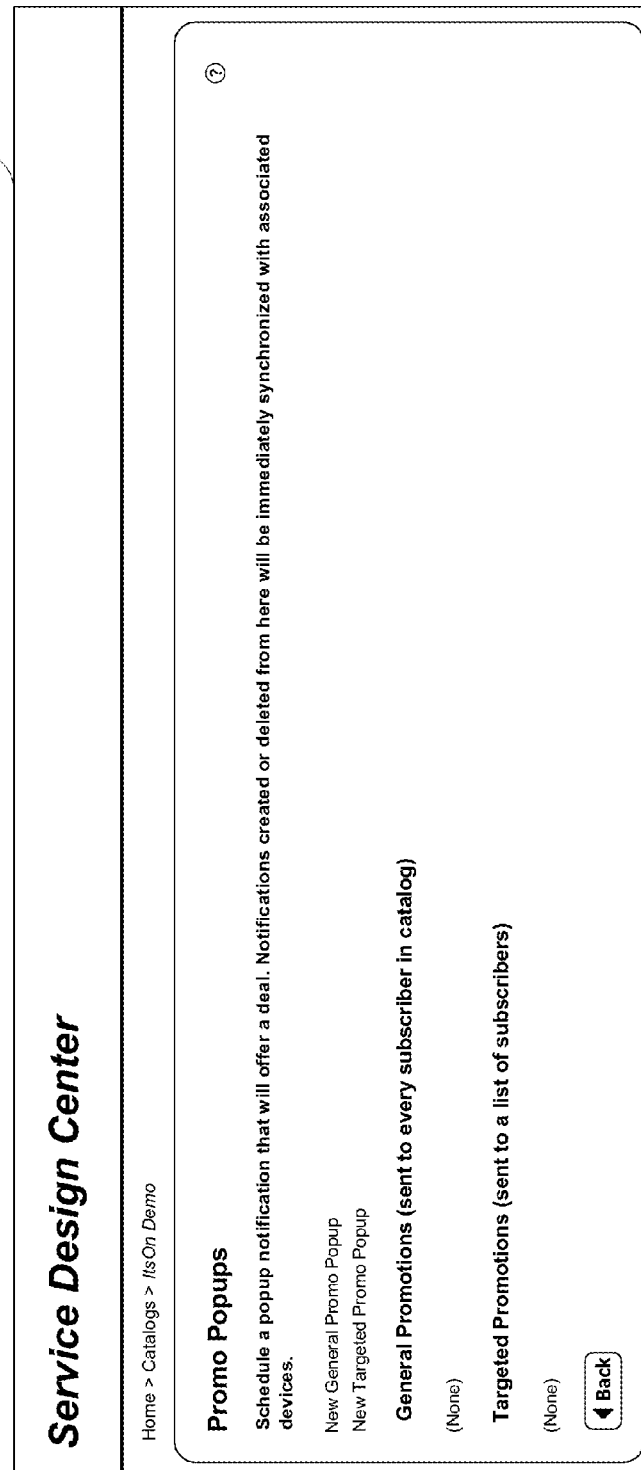 Service Design Center
Home > Catalogs > ItsOn Demo
Promo Popups
?
Schedule a popup notification that will offer a deal. Notifications created or deleted from here will be immediately synchronized with associated
devices.
New General Promo Popup
New Targeted Promo Popup
General Promotions (sent to every subscriber in catalog)
(None)
Targeted Promotions (sent to a list of subscribers)
(None)
Back